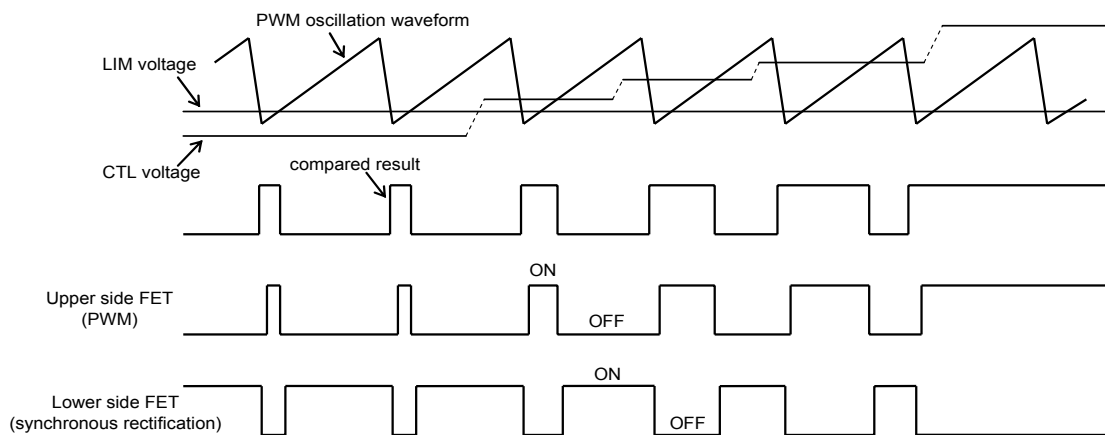 PWM oscillation waveform
LIM voltage
CTL voltage
compared result
ON
Upper side FET
(PWM)
OFF
ON
Lower side FET
(synchronous rectification)
OFF